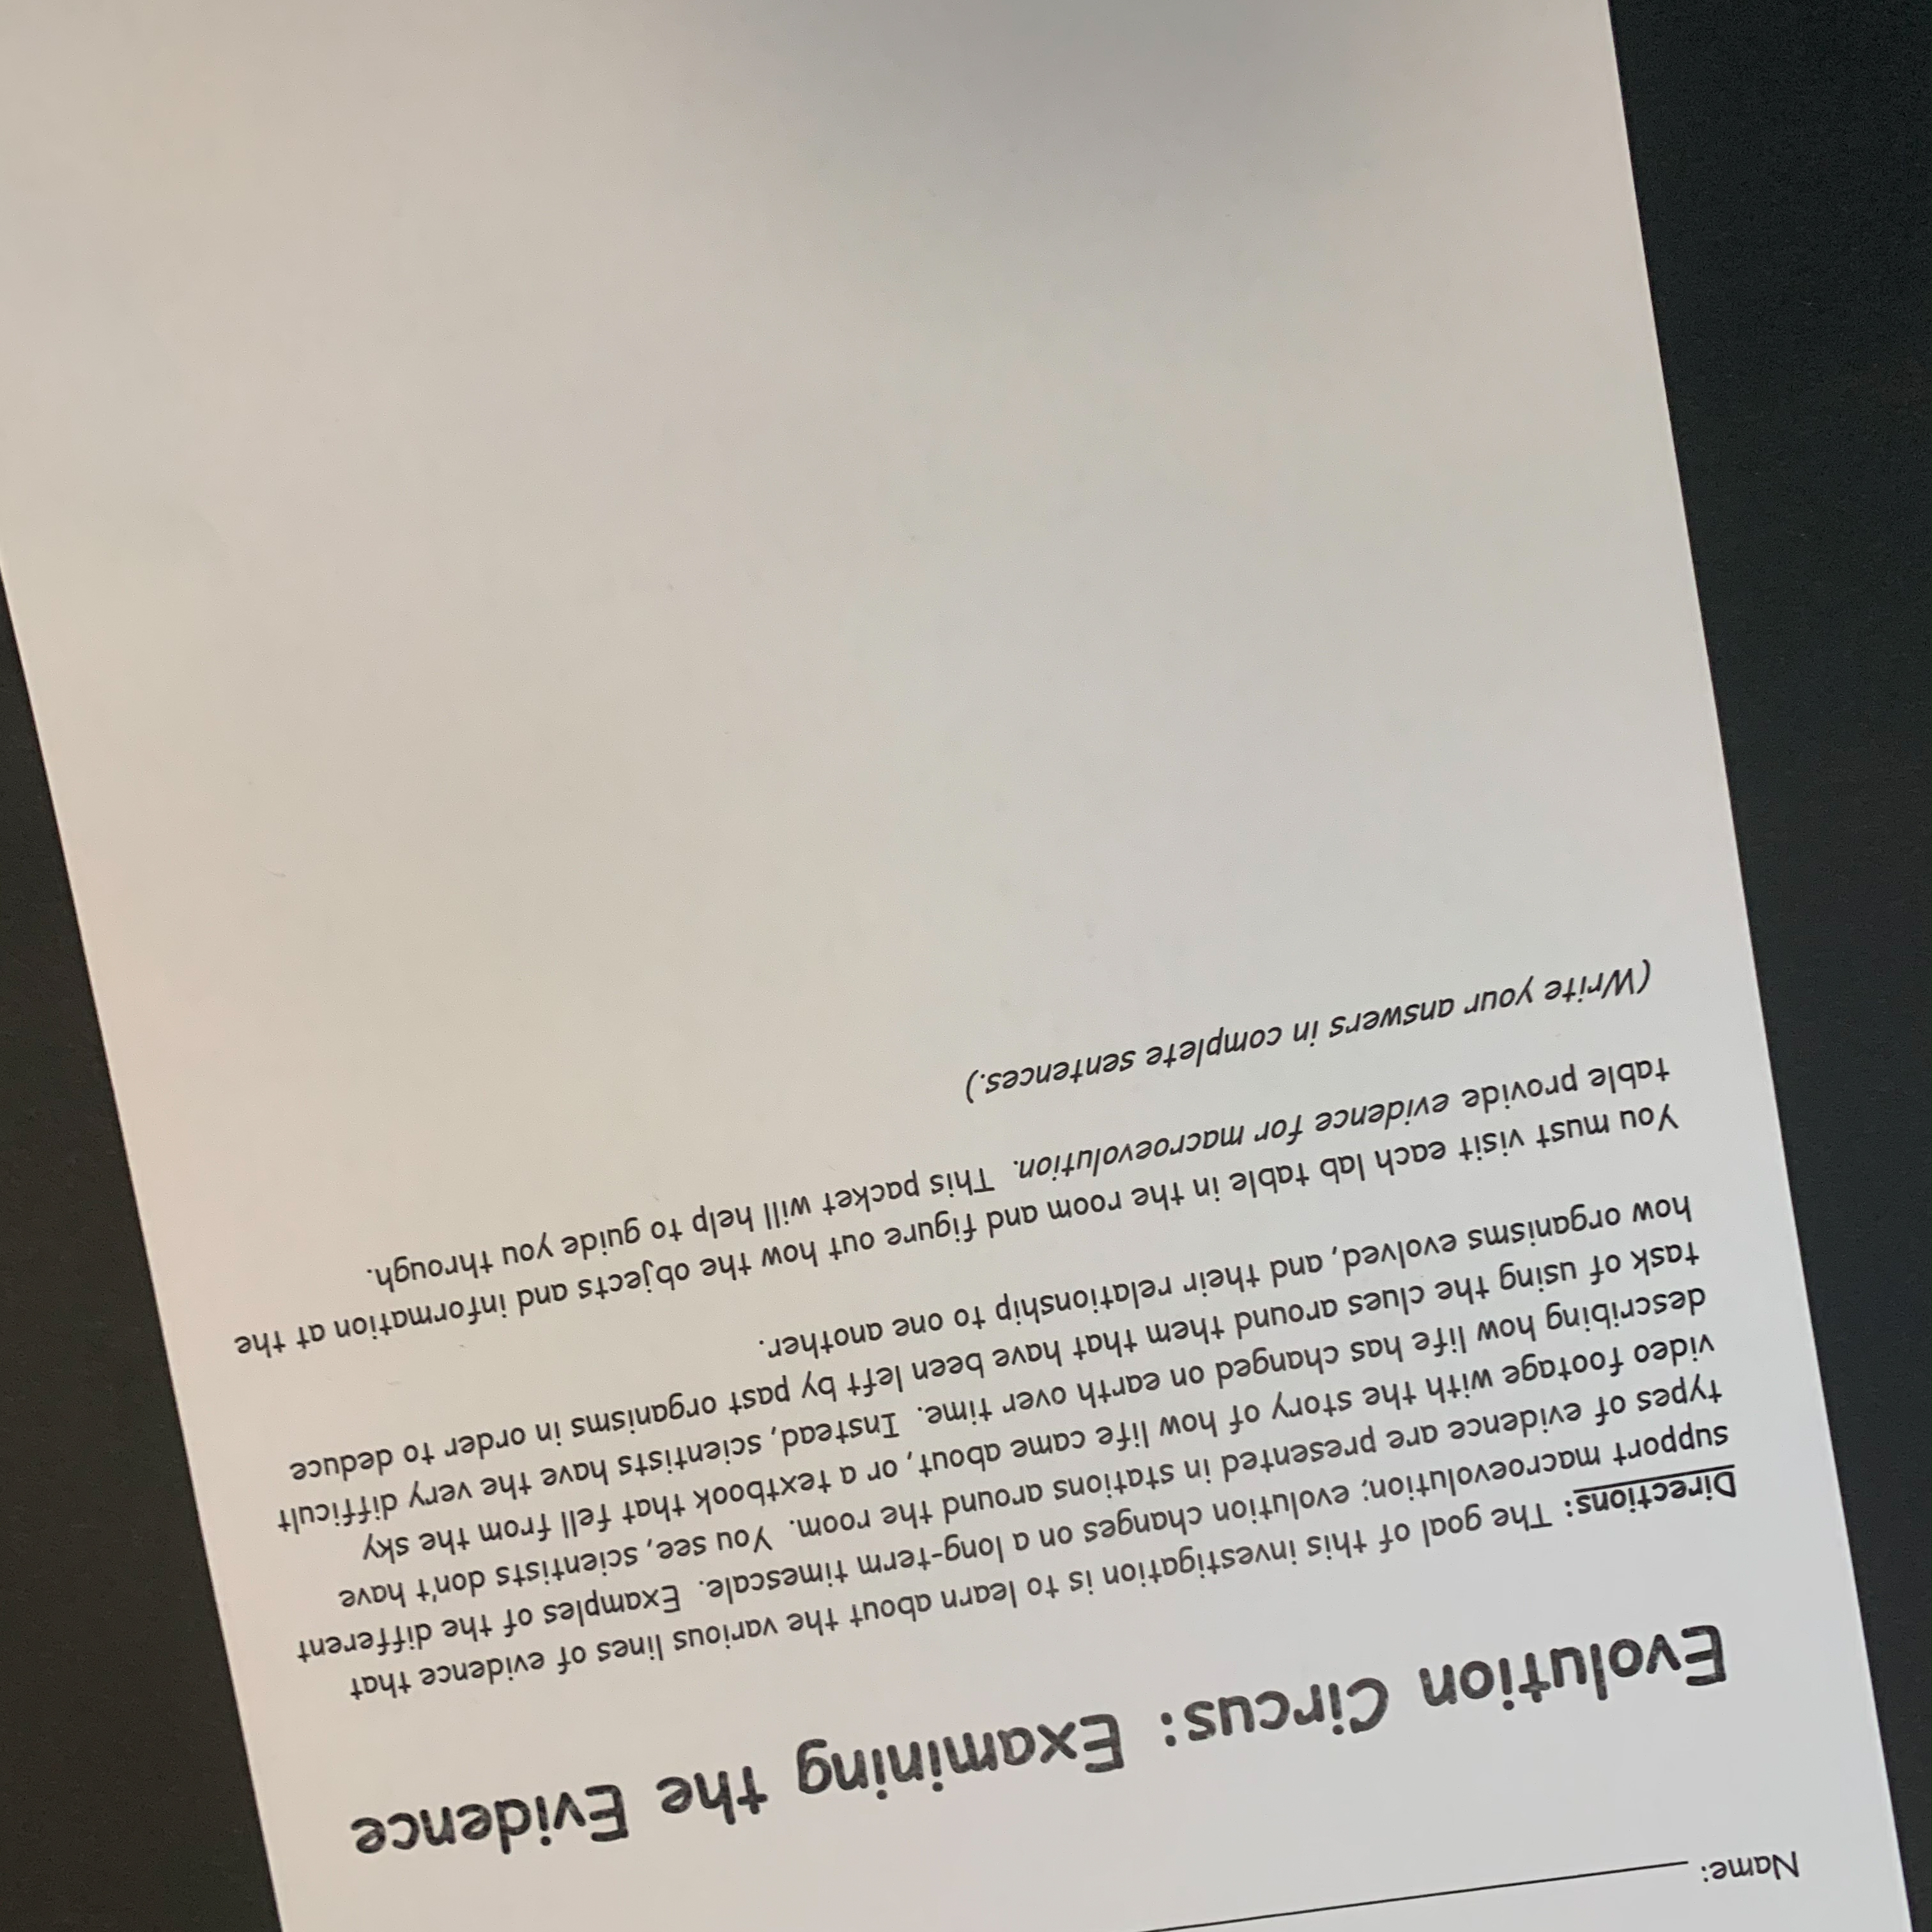 Name:
Evolution Circus: Examining the Evidence
Directions: The goal of this investigation is to learn about the various lines of evidence that
support macroevolution; evolution changes on a long-term timescale. Examples of the different
types of evidence are presented in stations around the room. You see, scientists don't have
video footage with the story of how life came about, or a textbook that fell from the sky
describing how life has changed on earth over time. Instead, scientists have the very difficult
task of using the clues around them that have been left by past organisms in order to deduce
how organisms evolved, and their relationship to one another.
You must visit each lab table in the room and figure out how the objects and information at the
table provide evidence for macroevolution. This packet will help to guide you through.
(Write your answers in complete sentences.)